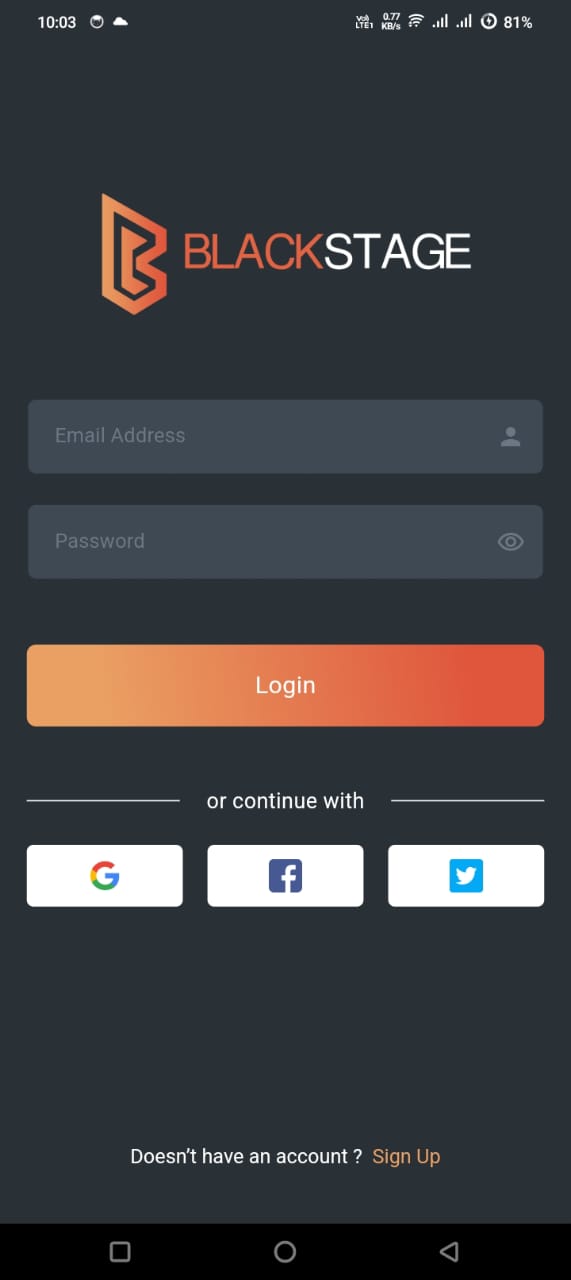 10:03 Vo) LTE1 0.77 KB/s 81%
BLACKSTAGE
Email Address
Password
Login
or continue with
Doesn’t have an account ? Sign Up